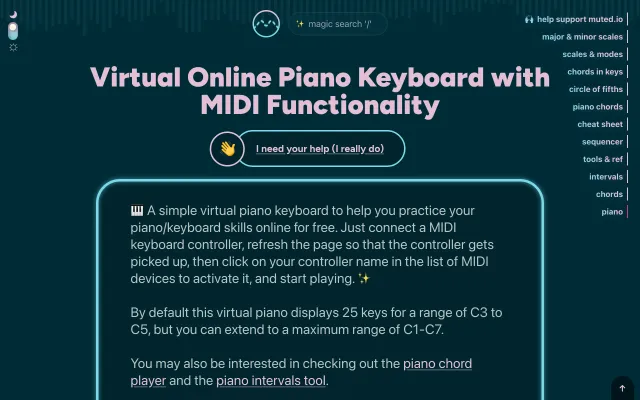 magic search '/'
help support muted.io
major & minor scales
scales & modes
chords in keys
circle of fifths
piano chords
cheat sheet
sequencer
tools & ref
intervals
chords
piano
Virtual Online Piano Keyboard with
MIDI Functionality
I need your help (I really do)
A simple virtual piano keyboard to help you practice your
piano/keyboard skills online for free. Just connect a MIDI
keyboard controller, refresh the page so that the controller gets
picked up, then click on your controller name in the list of MIDI
devices to activate it, and start playing.
By default this virtual piano displays 25 keys for a range of C3 to
C5, but you can extend to a maximum range of C1-C7.
You may also be interested in checking out the piano chord
player and the piano intervals tool.